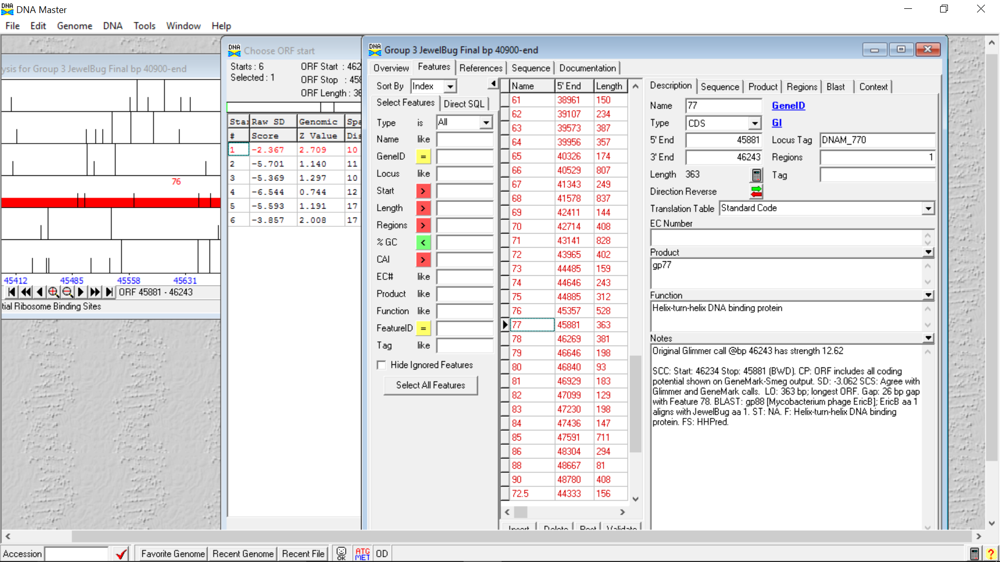 DNA Master
File Edit Genome DNA Tools Window Help
ysis for Group 3 JewelBug Final bp 40900-end
76
45412 45485 45558 45631
ORF 45881 - 46243
tial Ribosome Binding Sites
Choose ORF start
Starts : 6 ORF Start : 462
Selected : 1 ORF Stop : 458
ORF Length : 36
Star Raw SD Genomic Spa
# Score Z Value Dis
1 -2.367 2.709 10
2 -5.701 1.140 11
3 -5.369 1.297 10
4 -6.544 0.744 12
5 -5.593 1.191 17
6 -3.857 2.008 17
Group 3 JewelBug Final bp 40900-end
Overview Features References Sequence Documentation
Sort By Index
Select Features Direct SQL
Type is All
Name like
GeneID =
Locus like
Start >
Length >
Regions >
% GC <
CAI >
EC# like
Product like
Function like
FeatureID =
Tag like
Hide Ignored Features
Select All Features
Name 5' End Length
61 38961 150
62 39107 234
63 39573 387
64 39956 357
65 40326 174
66 40529 807
67 41343 249
68 41578 837
69 42411 144
70 42714 408
71 43141 828
72 43965 402
73 44485 159
74 44646 243
75 44885 312
76 45357 528
77 45881 363
78 46269 381
79 46646 198
80 46840 93
81 46929 183
82 47099 129
83 47230 198
84 47436 147
85 47591 711
86 48304 294
88 48667 81
90 48780 408
72.5 44333 156
Insert Delete Post Validate
Description Sequence Product Regions Blast Context
Name 77 GeneID
Type CDS GI
5' End 45881 Locus Tag DNAM_770
3' End 46243 Regions 1
Length 363 Tag
Direction Reverse
Translation Table Standard Code
EC Number
Product
gp77
Function
Helix-turn-helix DNA binding protein
Notes
Original Glimmer call @bp 46243 has strength 12.62
SCC: Start: 46234 Stop: 45881 (BWD). CP: ORF includes all coding
potential shown on GeneMark-Smeg output. SD: -3.062 SCS: Agree with
Glimmer and GeneMark calls.  LO: 363 bp; longest ORF. Gap: 26 bp gap
with Feature 78. BLAST: gp88 [Mycobacterium phage EricB]; EricB aa 1
aligns with JewelBug aa 1. ST: NA. F: Helix-turn-helix DNA binding
protein. FS: HHPred.
Accession Favorite Genome Recent Genome Recent File OK ATG MET OD ?